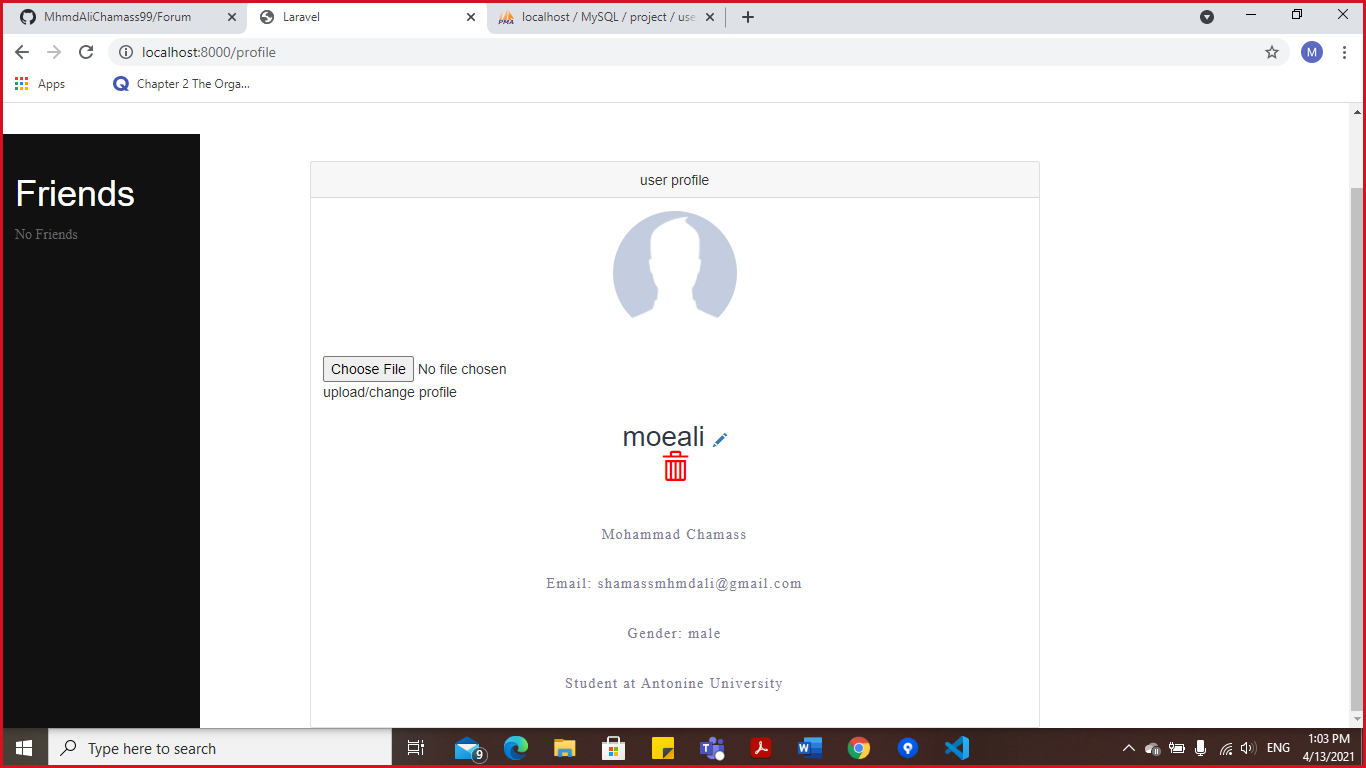 MhmdAliChamass99/Forum
Laravel
localhost / MySQL / project / use
localhost:8000/profile
M
Apps
Chapter 2 The Orga...
Friends
No Friends
user profile
Choose File No file chosen
upload/change profile
moeali
Mohammad Chamass
Email: shamassmhmdali@gmail.com
Gender: male
Student at Antonine University
Type here to search
9
ENG
1:03 PM
4/13/2021